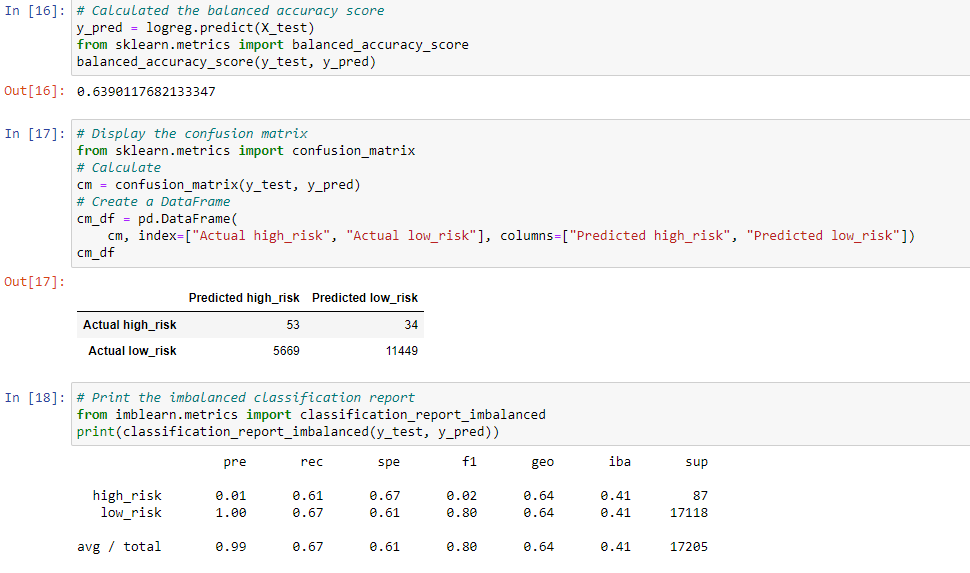 In [16]: # Calculated the balanced accuracy score
y_pred = logreg.predict(X_test)
from sklearn.metrics import balanced_accuracy_score
balanced_accuracy_score(y_test, y_pred)
Out[16]: 0.6390117682133347
In [17]: # Display the confusion matrix
from sklearn.metrics import confusion_matrix
# Calculate
cm = confusion_matrix(y_test, y_pred)
# Create a DataFrame
cm_df = pd.DataFrame(
    cm, index=["Actual high_risk", "Actual low_risk"], columns=["Predicted high_risk", "Predicted low_risk"])
cm_df
Out[17]:
Predicted high_risk Predicted low_risk
Actual high_risk 53 34
Actual low_risk 5669 11449
In [18]: # Print the imbalanced classification report
from imblearn.metrics import classification_report_imbalanced
print(classification_report_imbalanced(y_test, y_pred))
pre rec spe f1 geo iba sup
high_risk 0.01 0.61 0.67 0.02 0.64 0.41 87
low_risk 1.00 0.67 0.61 0.80 0.64 0.41 17118
avg / total 0.99 0.67 0.61 0.80 0.64 0.41 17205